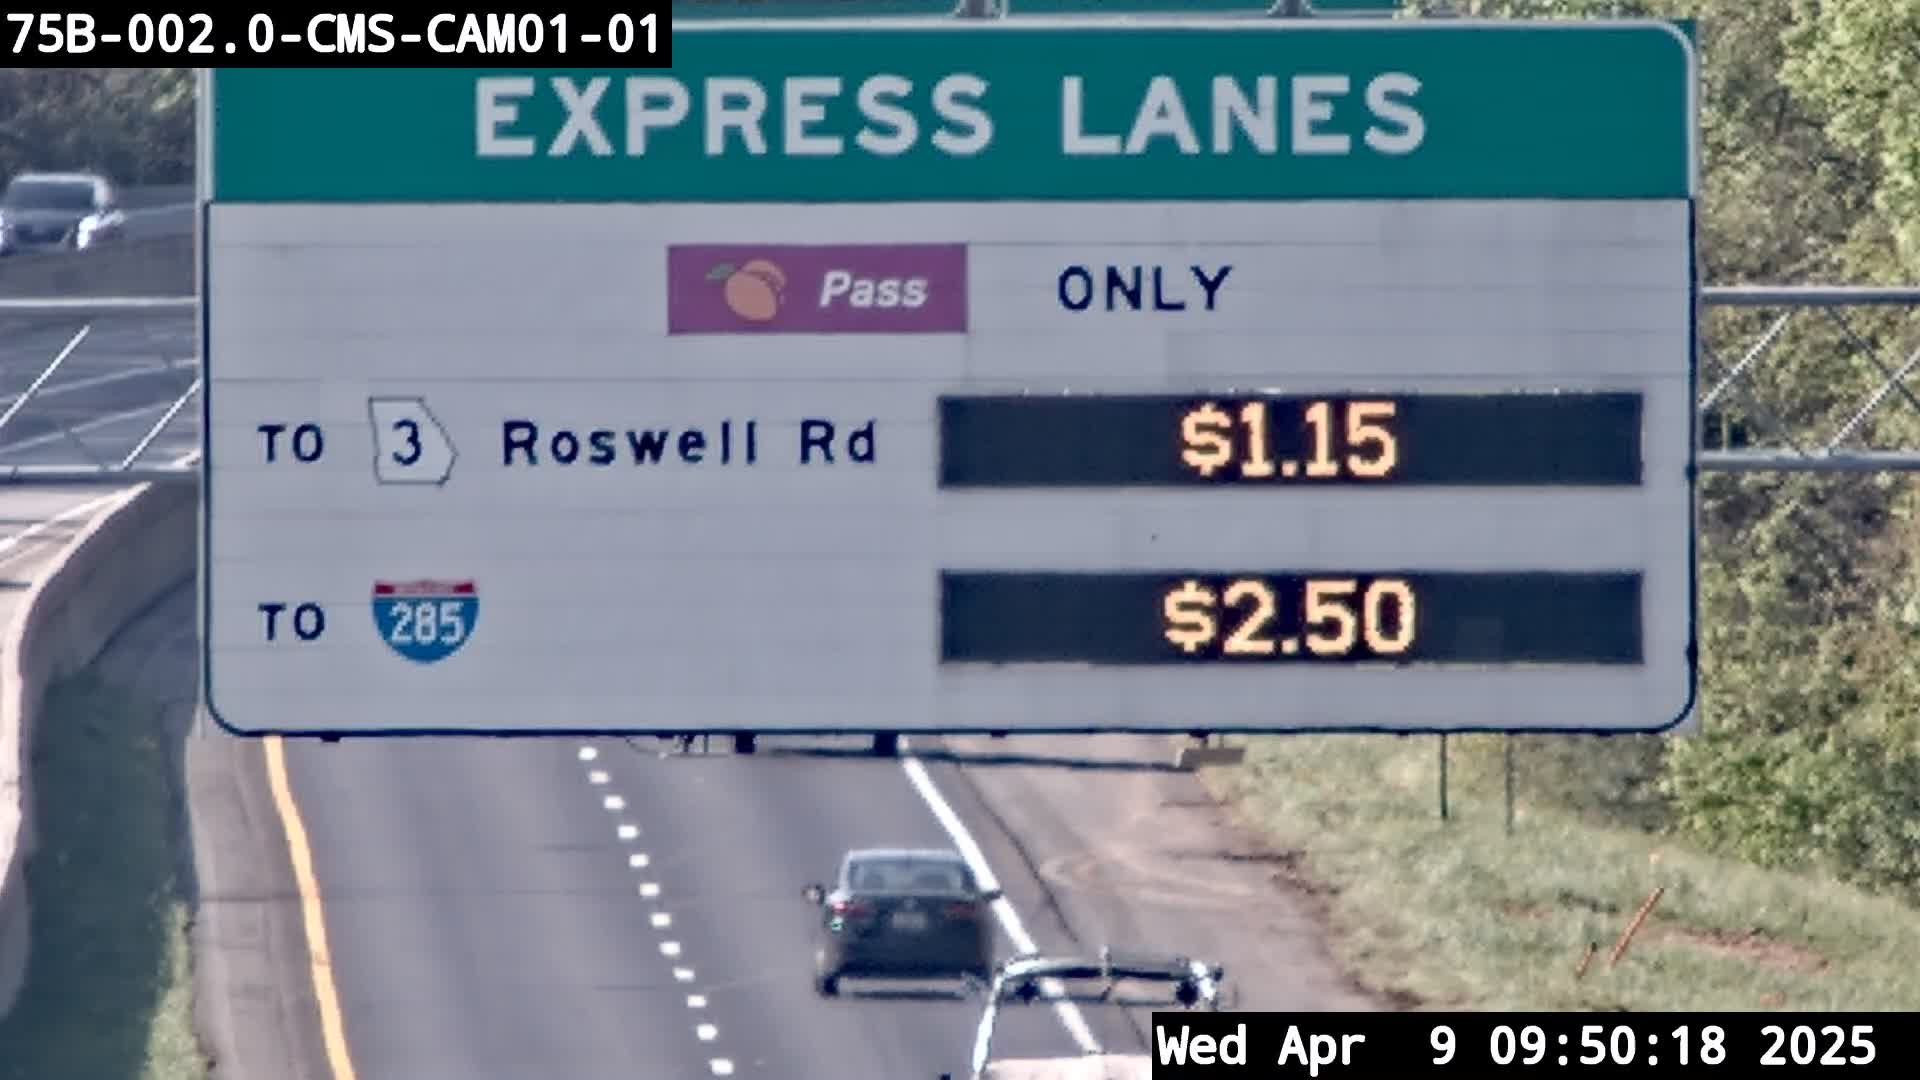 75B-002.0-CMS-CAM01-01
EXPRESS LANES
Pass ONLY
TO 3 Roswell Rd $1.15
TO 285 $2.50
Wed Apr 9 09:50:18 2025